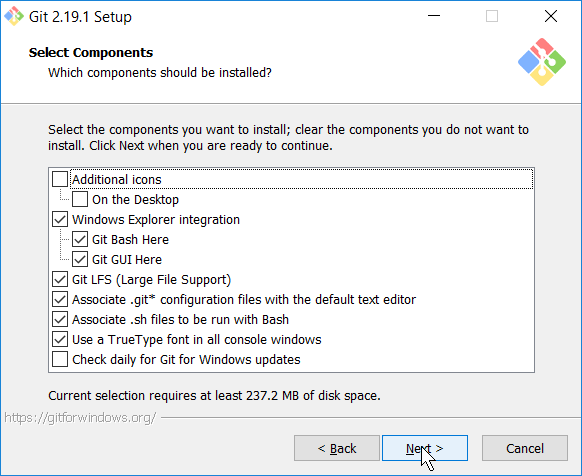 Git 2.19.1 Setup
Select Components
Which components should be installed?
Select the components you want to install; clear the components you do not want to
install. Click Next when you are ready to continue.
Additional icons
On the Desktop
Windows Explorer integration
Git Bash Here
Git GUI Here
Git LFS (Large File Support)
Associate .git* configuration files with the default text editor
Associate .sh files to be run with Bash
Use a TrueType font in all console windows
Check daily for Git for Windows updates
Current selection requires at least 237.2 MB of disk space.
https://gitforwindows.org/
< Back
Next >
Cancel